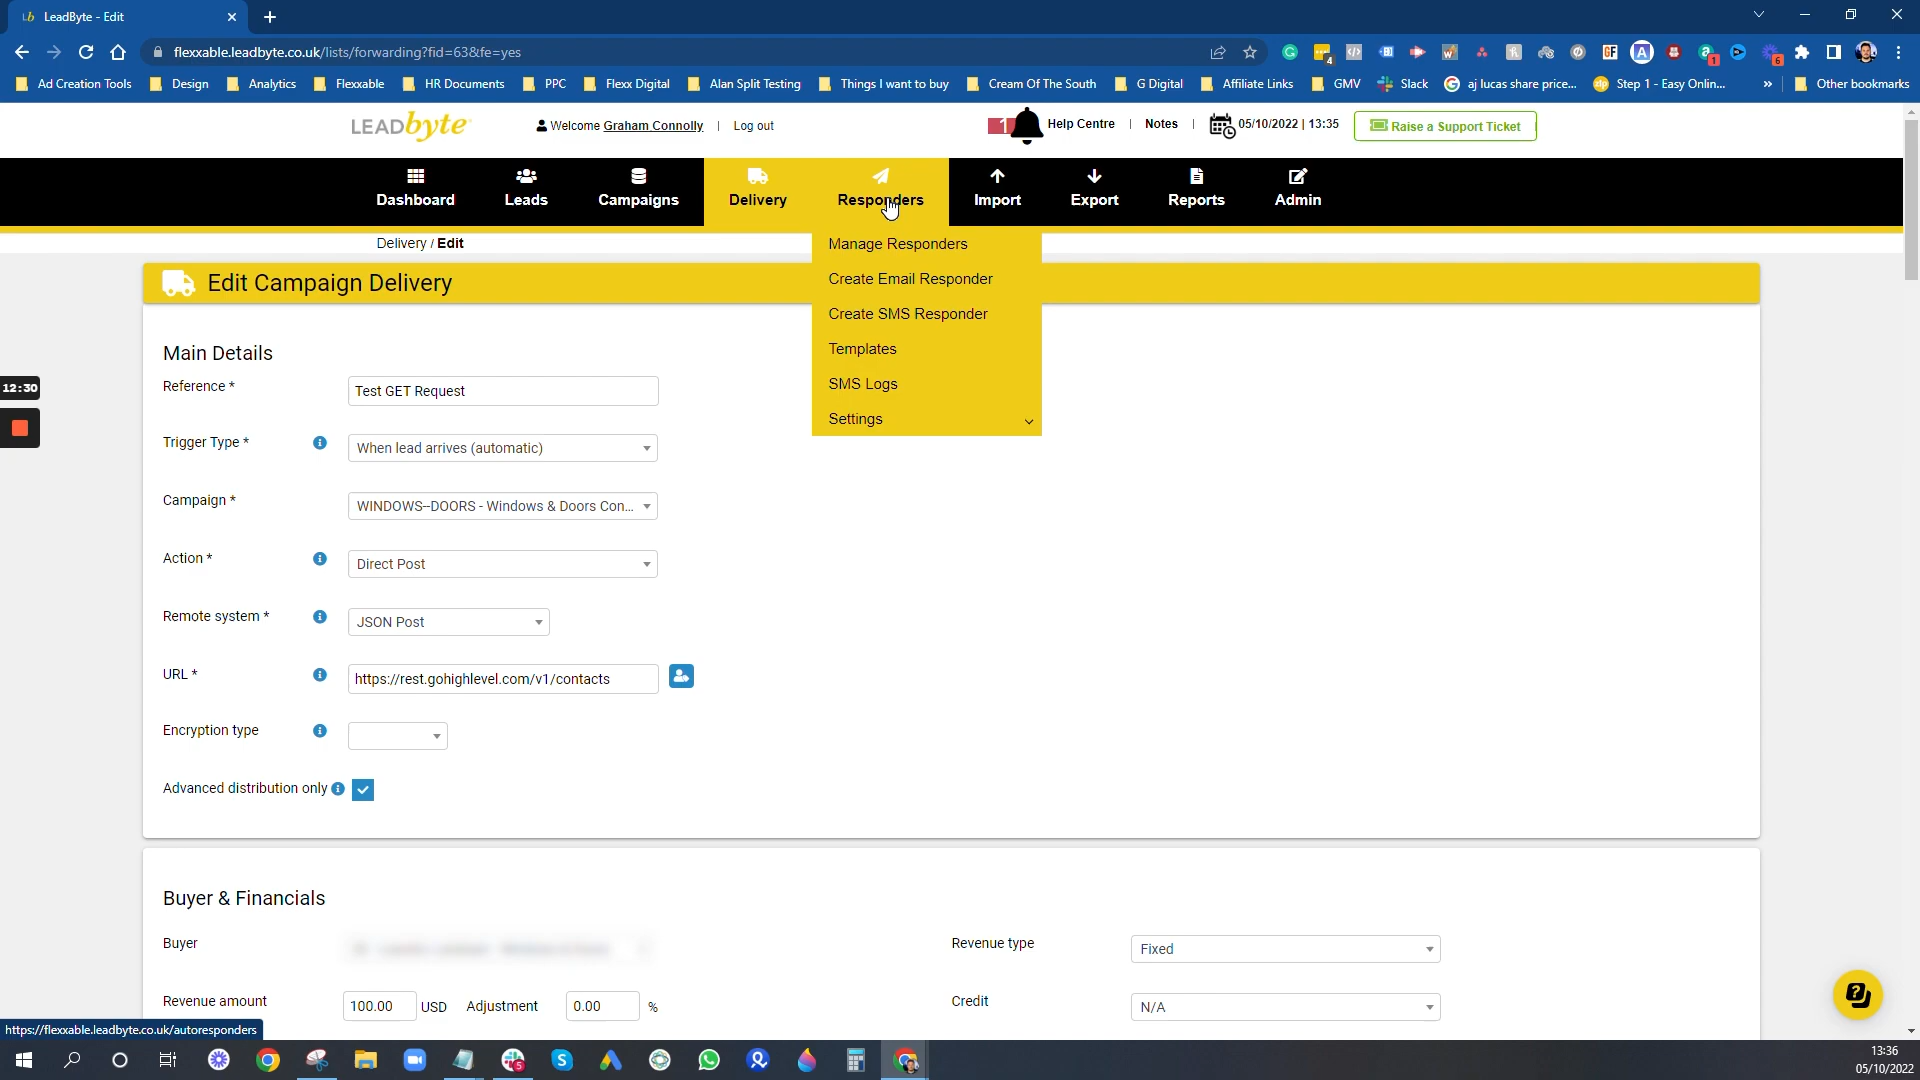 LeadByte - Edit
flexxable.leadbyte.co.uk/lists/forwarding?fid=63&fe=yes
Ad Creation Tools Design Analytics Flexxable HR Documents PPC Flexx Digital Alan Split Testing Things I want to buy Cream Of The South G Digital Affiliate Links GMV Slack aj lucas share price... Step 1 - Easy Onlin... » Other bookmarks
LEADbyte Welcome Graham Connolly | Log out 1 Help Centre | Notes | 05/10/2022 | 13:35 Raise a Support Ticket
Dashboard Leads Campaigns Delivery Responders Import Export Reports Admin
Delivery / Edit
Manage Responders
Create Email Responder
Create SMS Responder
Templates
SMS Logs
Settings
Edit Campaign Delivery
Main Details
12:30
Reference * Test GET Request
Trigger Type * When lead arrives (automatic)
Campaign * WINDOWS--DOORS - Windows & Doors Con...
Action * Direct Post
Remote system * JSON Post
URL * https://rest.gohighlevel.com/v1/contacts
Encryption type
Advanced distribution only
Buyer & Financials
Buyer Revenue type Fixed
Revenue amount 100.00 USD Adjustment 0.00 % Credit N/A
https://flexxable.leadbyte.co.uk/autoresponders
13:36
05/10/2022